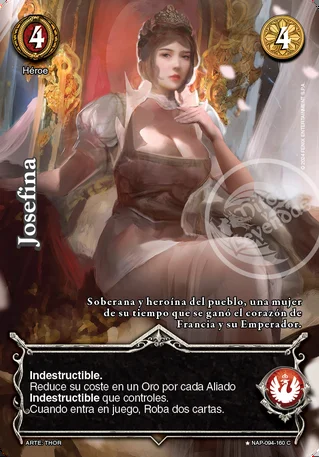 4
4
Héroe
Josefina
Soberana y heroína del pueblo, una mujer
de su tiempo que se ganó el corazón de
Francia y su Emperador.
Indestructible.
Reduce su coste en un Oro por cada Aliado
Indestructible que controles.
Cuando entra en juego, Roba dos cartas.
ARTE: THOR
★ NAP-094-160 C